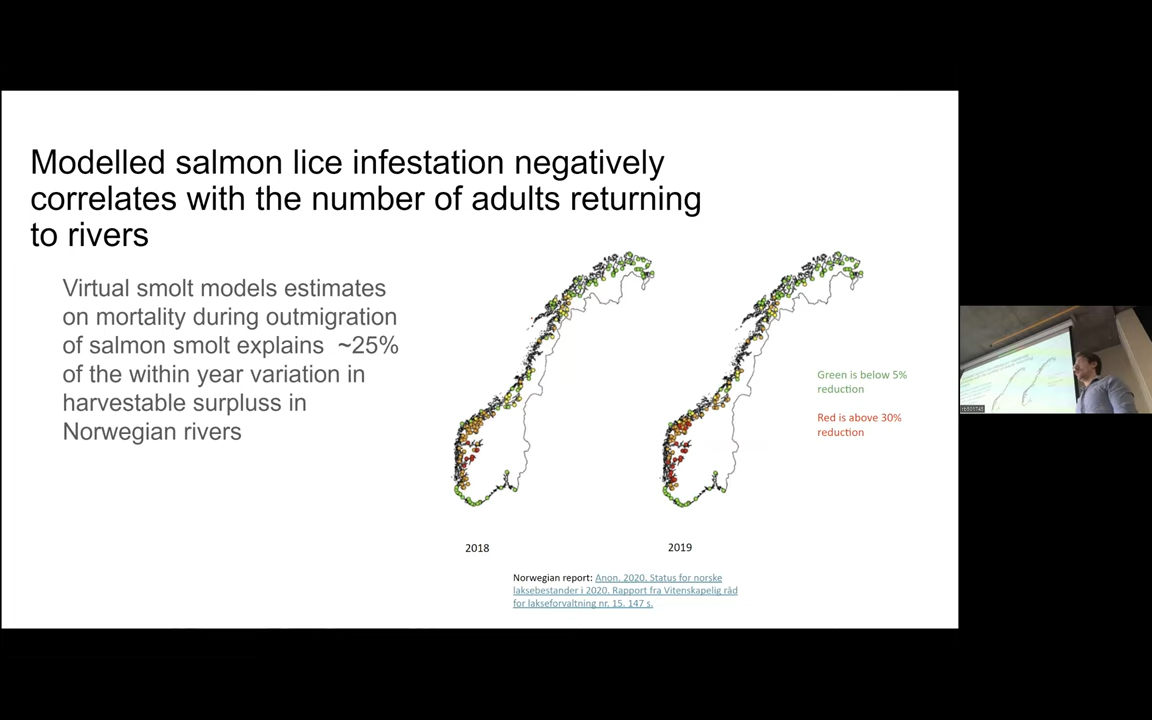 Modelled salmon lice infestation negatively
correlates with the number of adults returning
to rivers
Virtual smolt models estimates
on mortality during outmigration
of salmon smolt explains ~25%
of the within year variation in
harvestable surpluss in
Norwegian rivers
Green is below 5%
reduction
Red is above 30%
reduction
2018
2019
Norwegian report: Anon. 2020. Status for norske
laksebestander i 2020. Rapport fra Vitenskapelig råd
for lakseforvaltning nr. 15. 147 s.